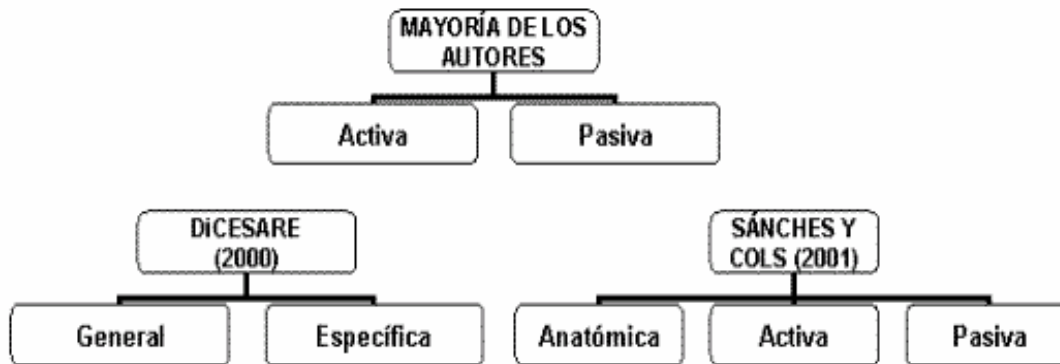 MAYORÍA DE LOS
AUTORES
Activa
Pasiva
DiCESARE
(2000)
General
Específica
SÁNCHES Y
COLS (2001)
Anatómica
Activa
Pasiva